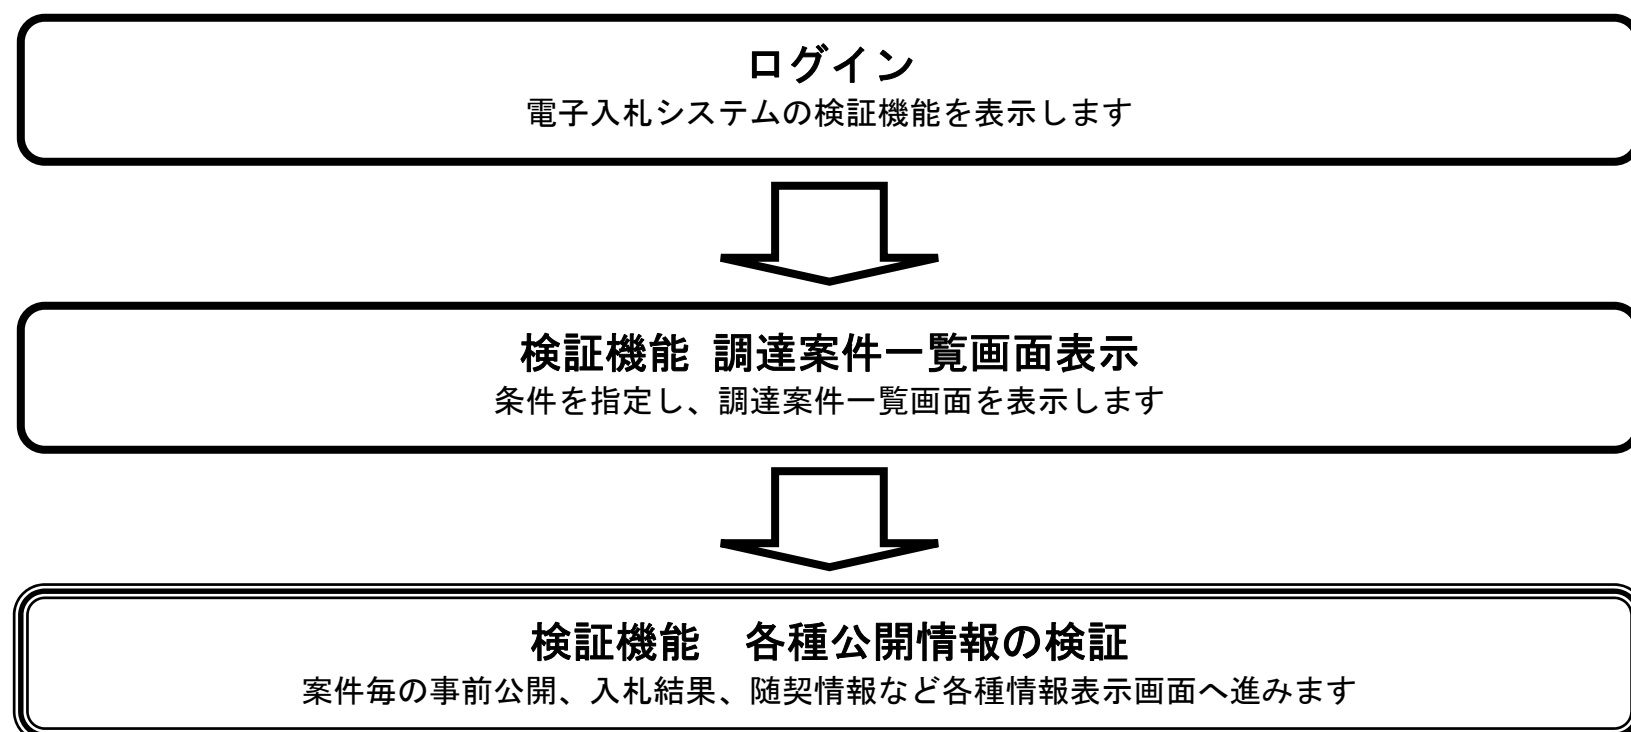 ログイン
電子入札システムの検証機能を表示します
検証機能 調達案件一覧画面表示
条件を指定し、調達案件一覧画面を表示します
検証機能　各種公開情報の検証
案件毎の事前公開、入札結果、随契情報など各種情報表示画面へ進みます